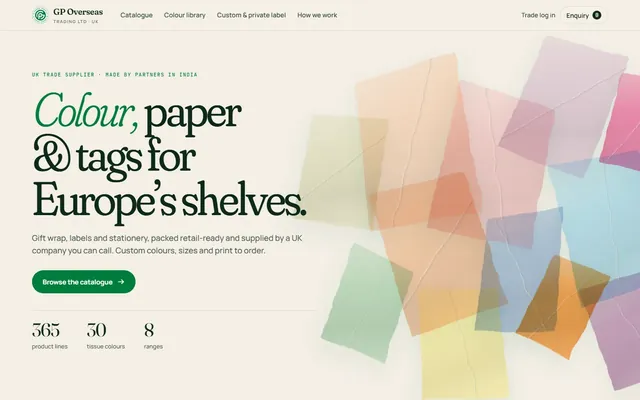 GP Overseas
TRADING LTD · UK
Catalogue
Colour library
Custom & private label
How we work
Trade log in
Enquiry 0
UK TRADE SUPPLIER · MADE BY PARTNERS IN INDIA
Colour, paper
& tags for
Europe's shelves.
Gift wrap, labels and stationery, packed retail-ready and supplied by a UK
company you can call. Custom colours, sizes and print to order.
Browse the catalogue →
365
product lines
30
tissue colours
8
ranges